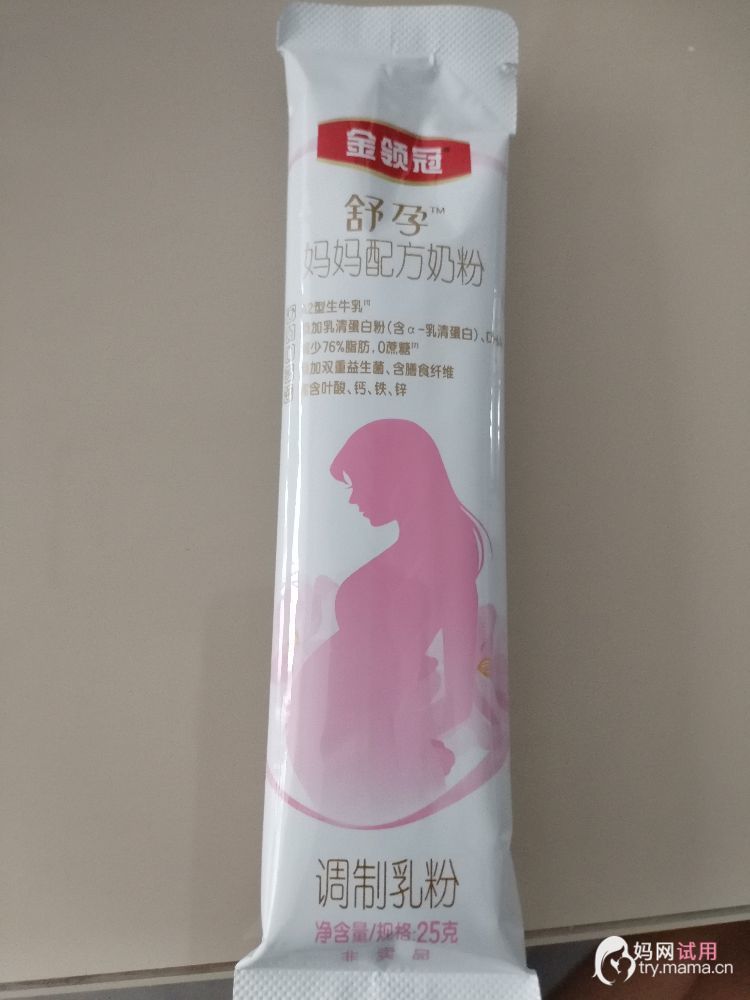 金领冠
舒孕™
妈妈配方奶粉
2型生牛乳[1]
加乳清蛋白粉(含α-乳清蛋白)、
少76%脂肪,0蔗糖[2]
加双重益生菌、含膳食纤维
含叶酸、钙、铁、锌
调制乳粉
净含量/规格:25克
非卖品
妈网试用
try.mama.cn